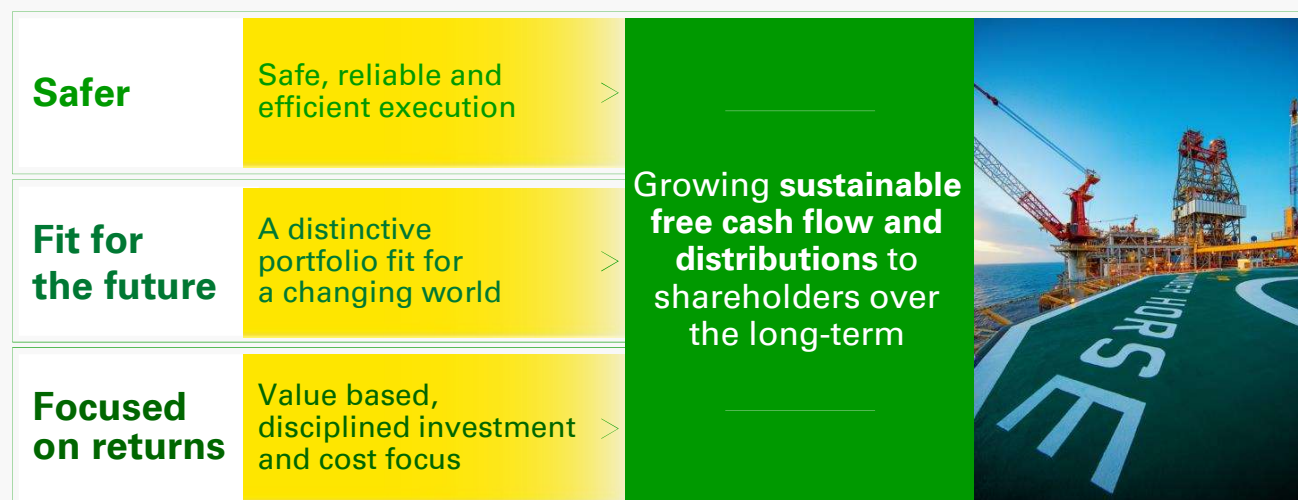 Safer
Safe, reliable and
efficient execution
Fit for
the future
A distinctive
portfolio fit for
a changing world
Focused
on returns
Value based,
disciplined investment
and cost focus
Growing sustainable
free cash flow and
distributions to
shareholders over
the long-term
HORSE